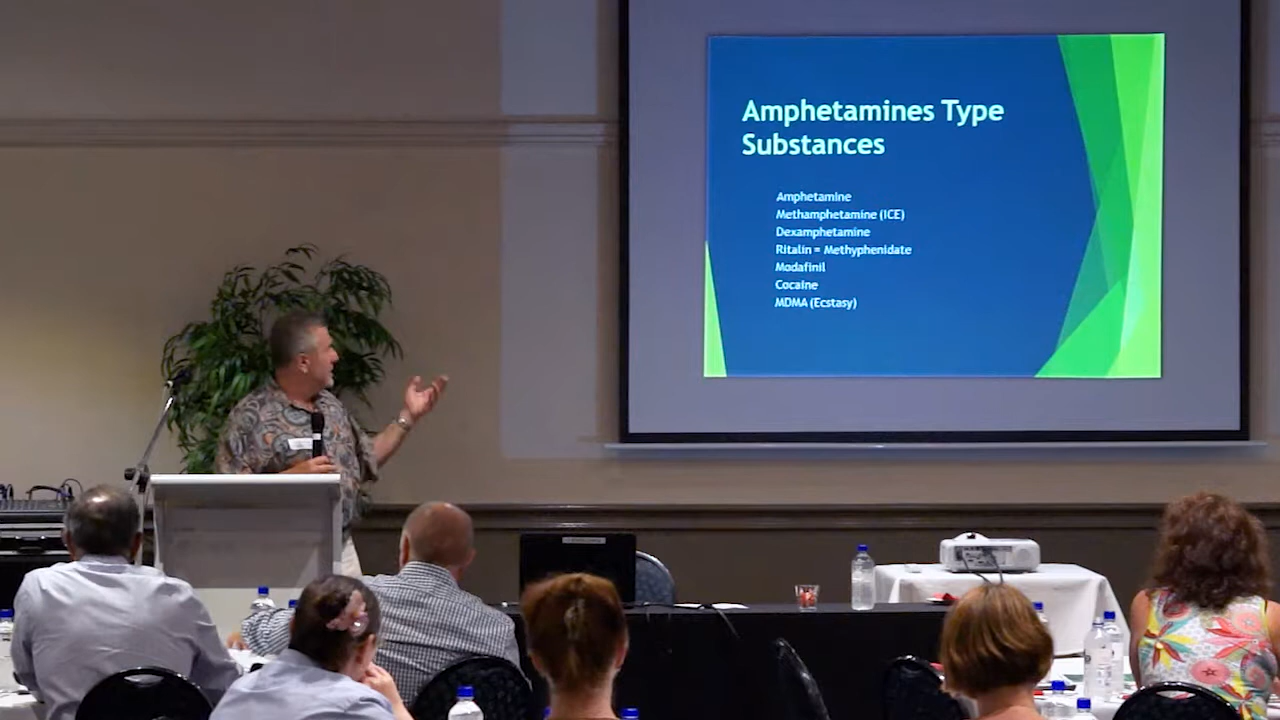 Amphetamines Type
Substances
Amphetamine
Methamphetamine (ICE)
Dexamphetamine
Ritalin = Methyphenidate
Modafinil
Cocaine
MDMA (Ecstasy)